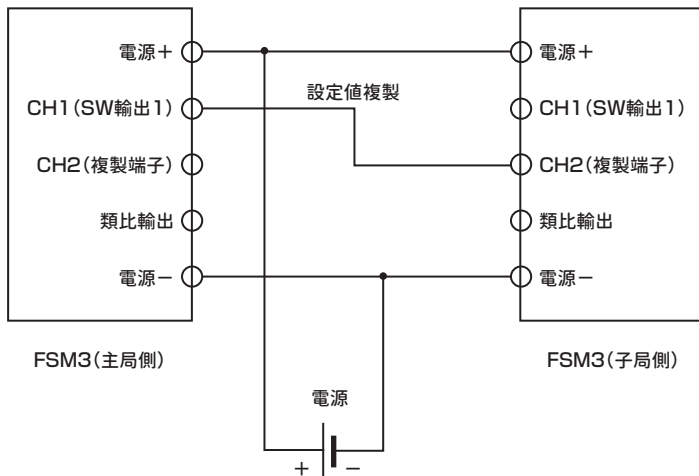 電源＋
CH1（SW輸出1）
CH2（複製端子）
類比輸出
電源－
FSM3（主局側）
設定値複製
電源＋
CH1（SW輸出1）
CH2（複製端子）
類比輸出
電源－
FSM3（子局側）
電源
＋ －